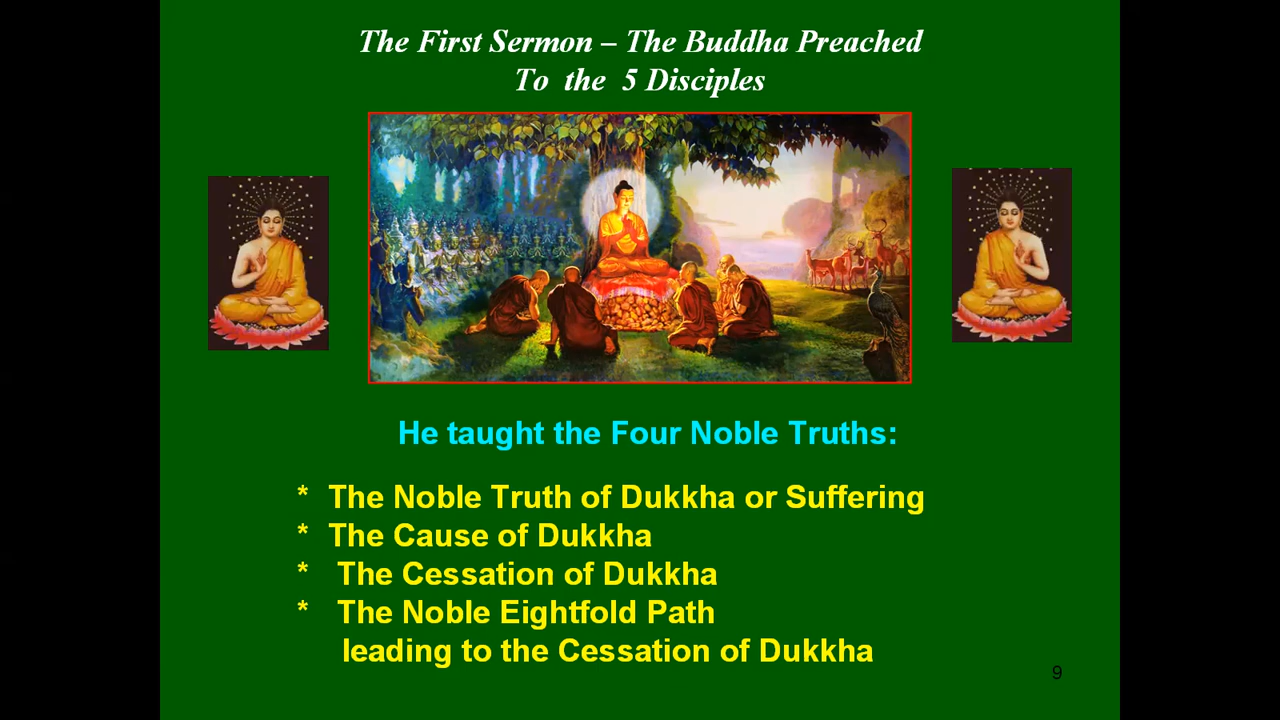 The First Sermon – The Buddha Preached
To the 5 Disciples
He taught the Four Noble Truths:
* The Noble Truth of Dukkha or Suffering
* The Cause of Dukkha
* The Cessation of Dukkha
* The Noble Eightfold Path
leading to the Cessation of Dukkha
9